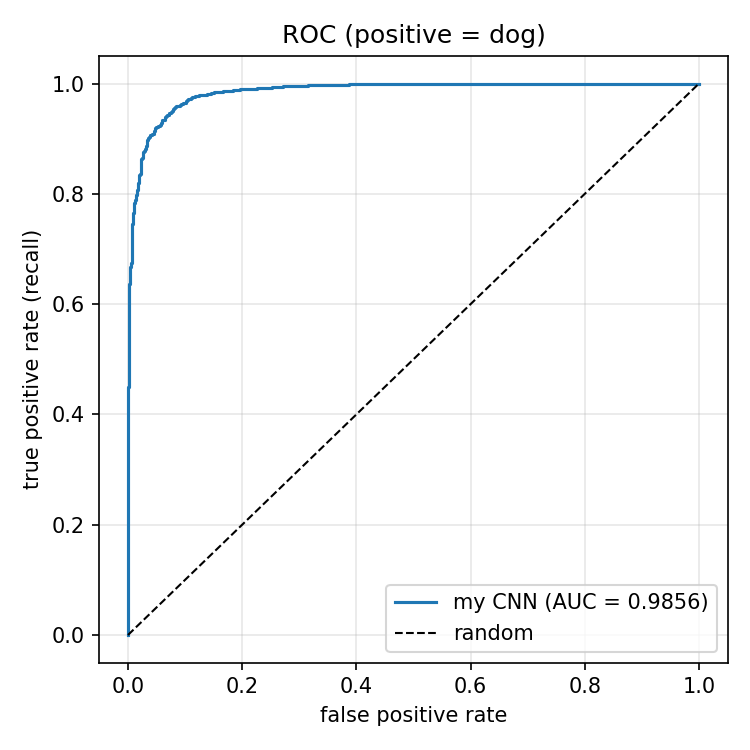 ROC (positive = dog)
1.0
0.8
0.6
0.4
0.2
0.0
true positive rate (recall)
my CNN (AUC = 0.9856)
random
0.0 0.2 0.4 0.6 0.8 1.0
false positive rate